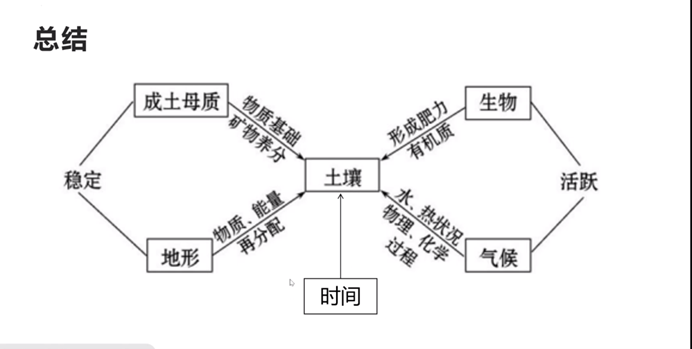 总结
成土母质
物质基础
矿物养分
生物
形成肥力
有机质
稳定
土壤
活跃
地形
物质、能量
再分配
水、热状况
物理、化学
过程
气候
时间